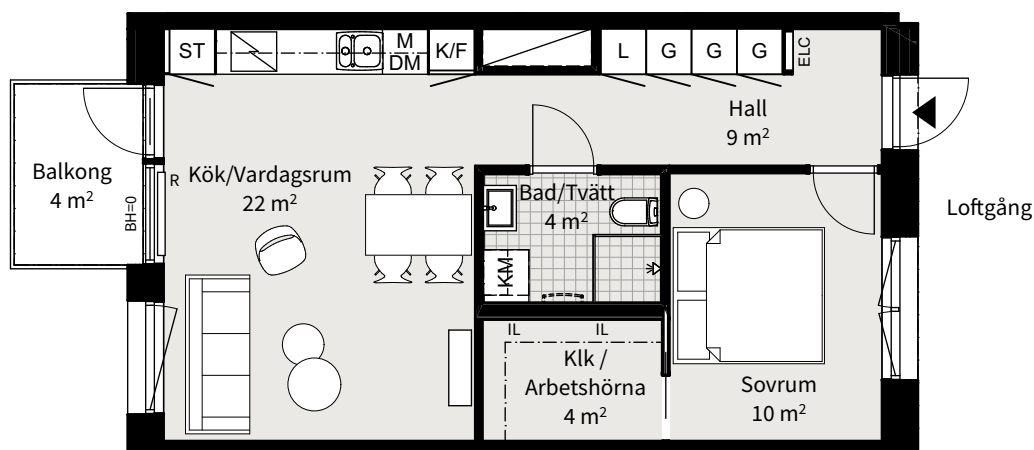 ST
M
DM
K/F
L
G
G
G
ELC
Hall
9 m²
Balkong
4 m²
BH=0
R
Kök/Vardagsrum
22 m²
Bad/Tvätt
4 m²
KM
Loftgång
IL
IL
Klk /
Arbetshörna
4 m²
Sovrum
10 m²